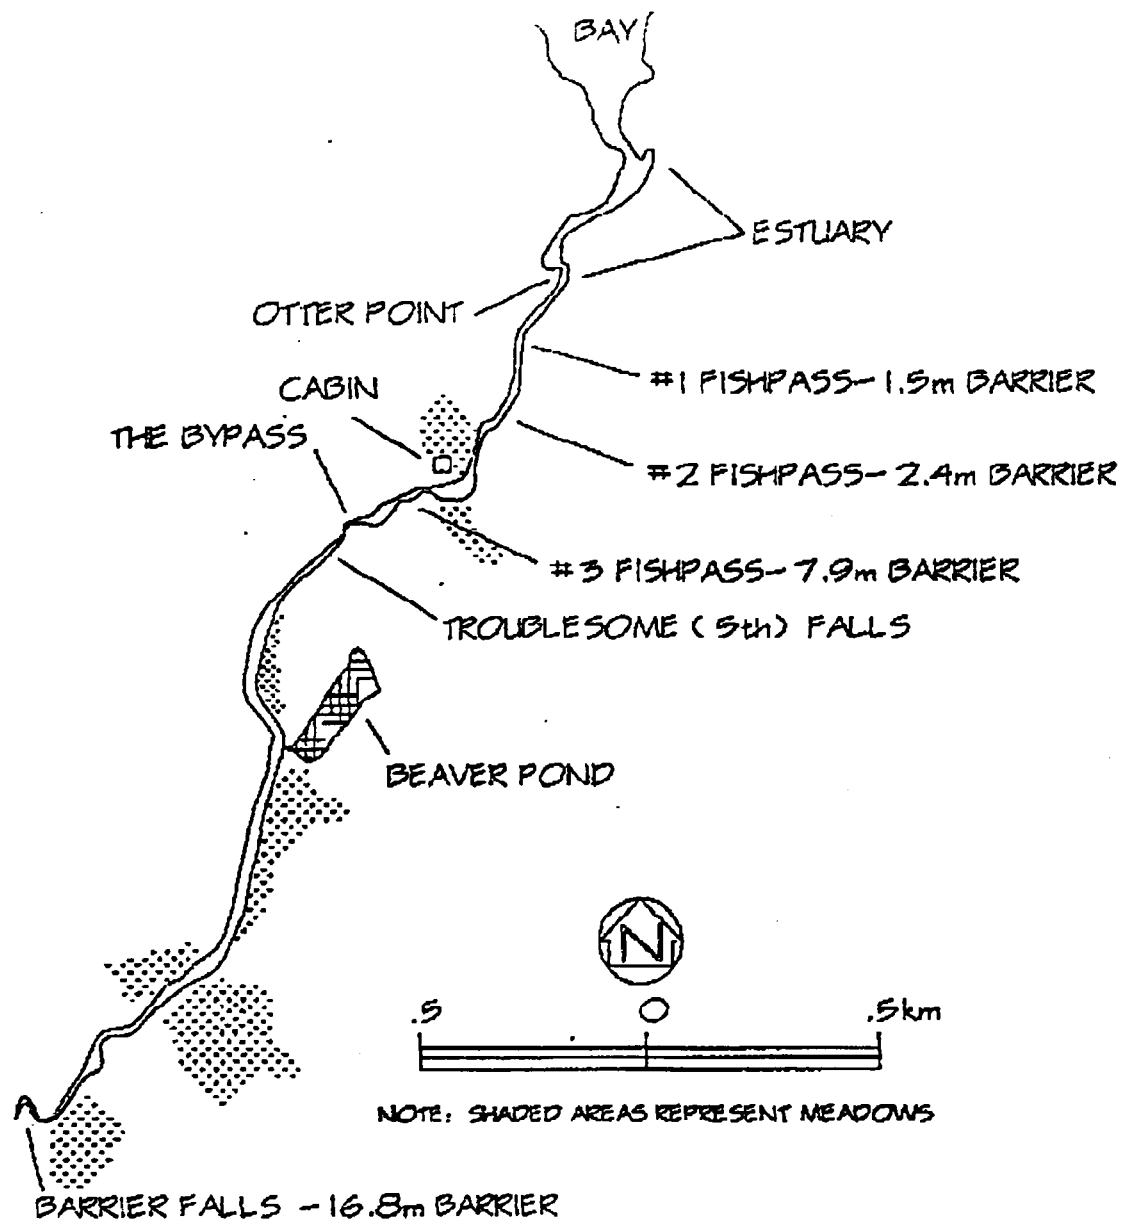 BAY
ESTUARY
OTTER POINT
#1 FISHPASS- 1.5m BARRIER
CABIN
THE BYPASS
#2 FISHPASS- 2.4m BARRIER
#3 FISHPASS- 7.9m BARRIER
TROUBLESOME (5th) FALLS
BEAVER POND
N
.5 0 .5km
NOTE: SHADED AREAS REPRESENT MEADOWS
BARRIER FALLS -16.8m BARRIER